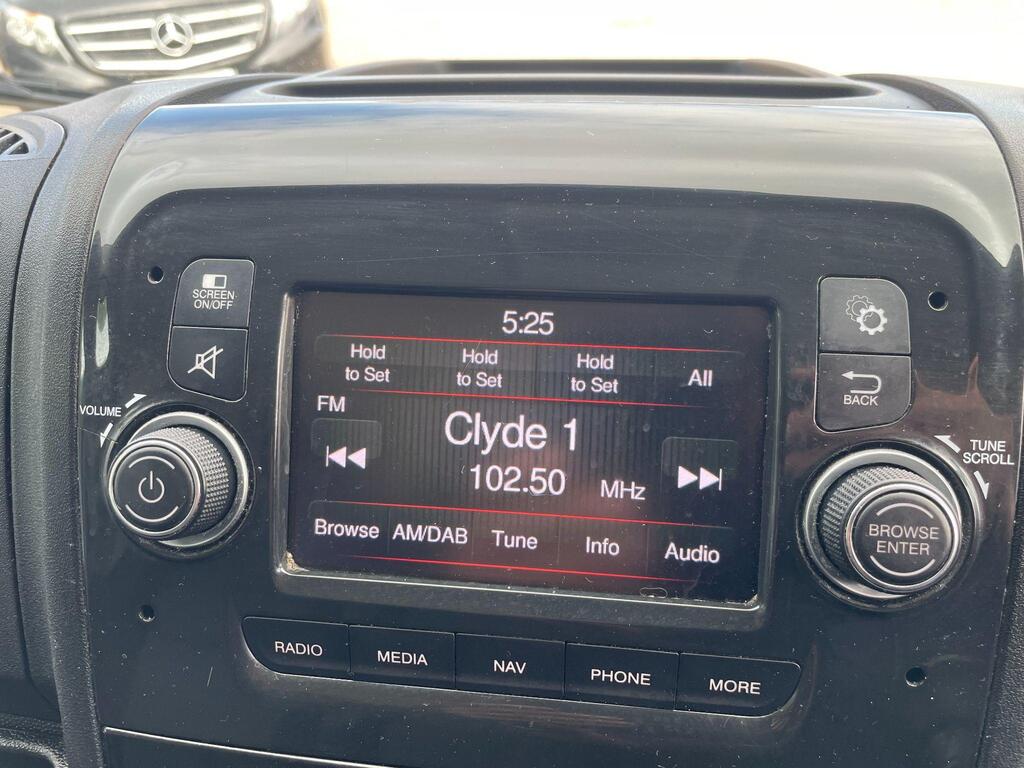 SCREEN
ON/OFF
VOLUME
5:25
Hold
to Set
Hold
to Set
Hold
to Set
All
FM
Clyde 1
102.50 MHz
Browse
AM/DAB
Tune
Info
Audio
BACK
TUNE
SCROLL
BROWSE
ENTER
RADIO
MEDIA
NAV
PHONE
MORE